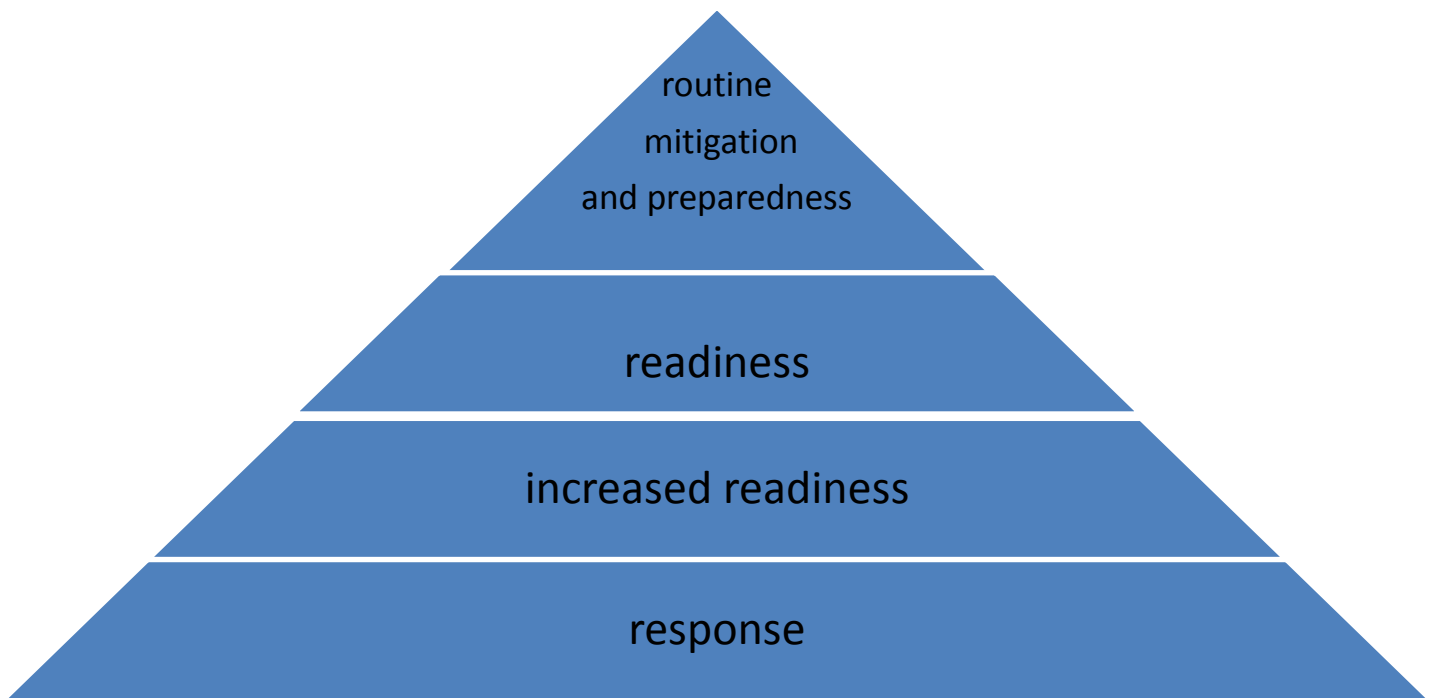 routine
mitigation
and preparedness
readiness
increased readiness
response